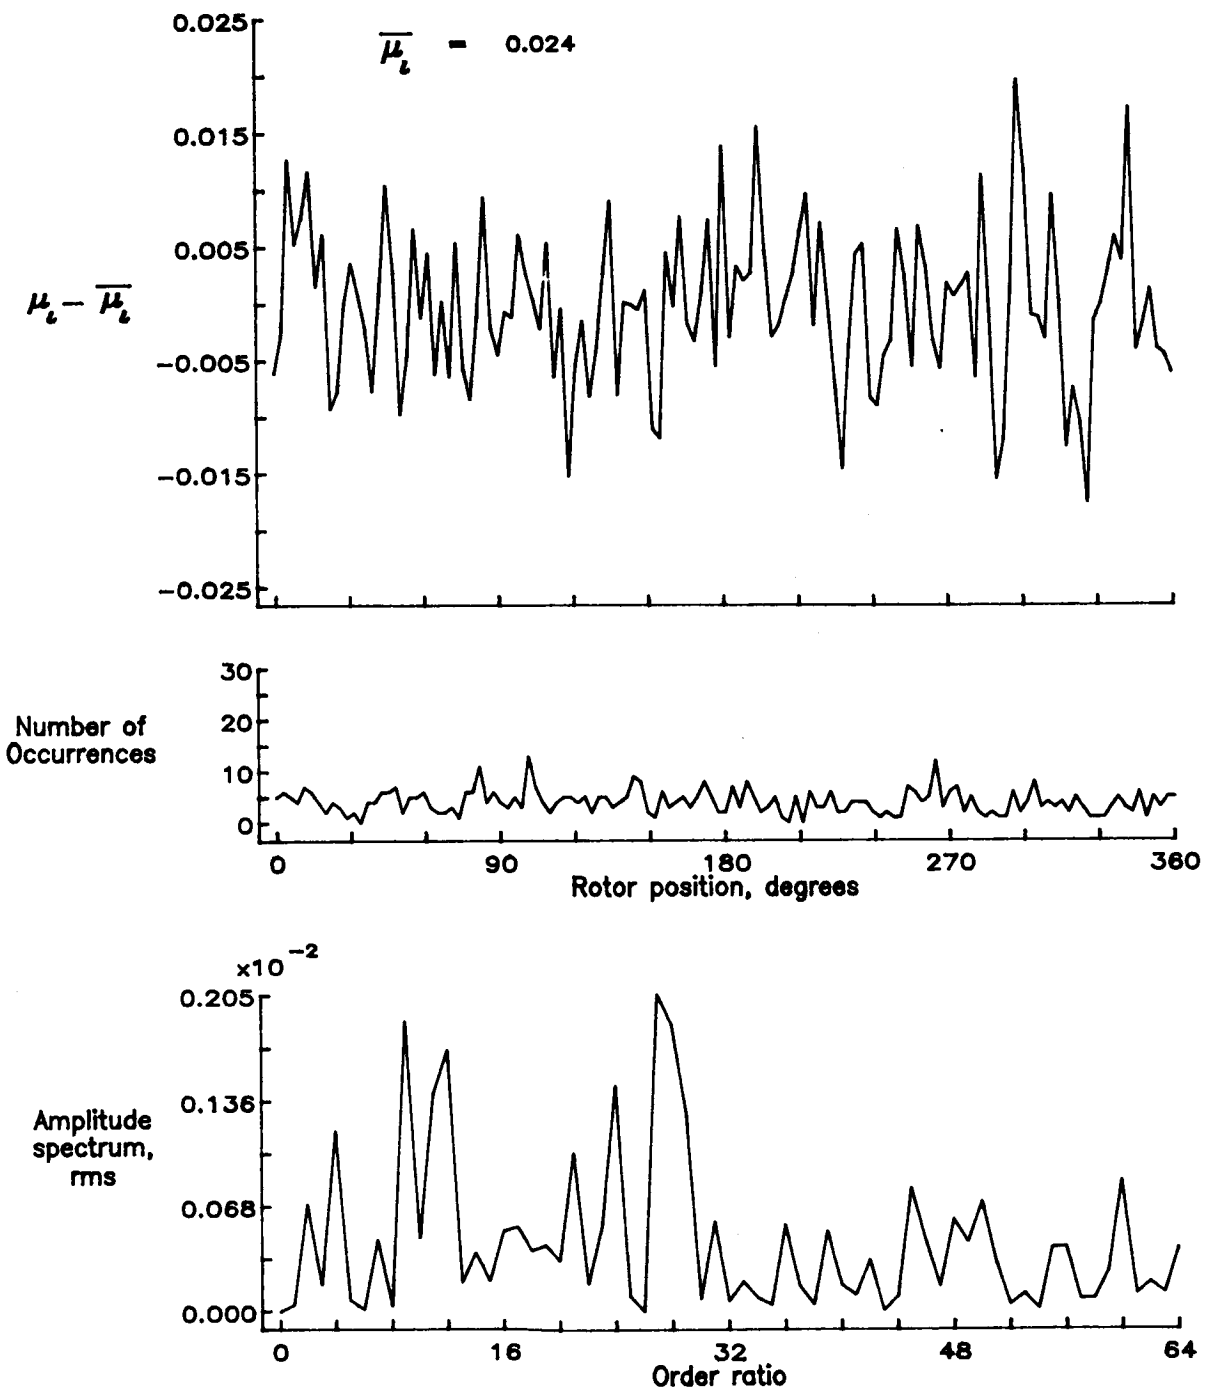 0.025
0.015
0.005
−0.005
−0.015
−0.025
μ̅ᵢ = 0.024
μᵢ − μ̅ᵢ
30
20
10
0
Number of
Occurrences
0 90 180 270 360
Rotor position, degrees
x10⁻²
0.205
0.136
0.068
0.000
Amplitude
spectrum,
rms
0 16 32 48 64
Order ratio